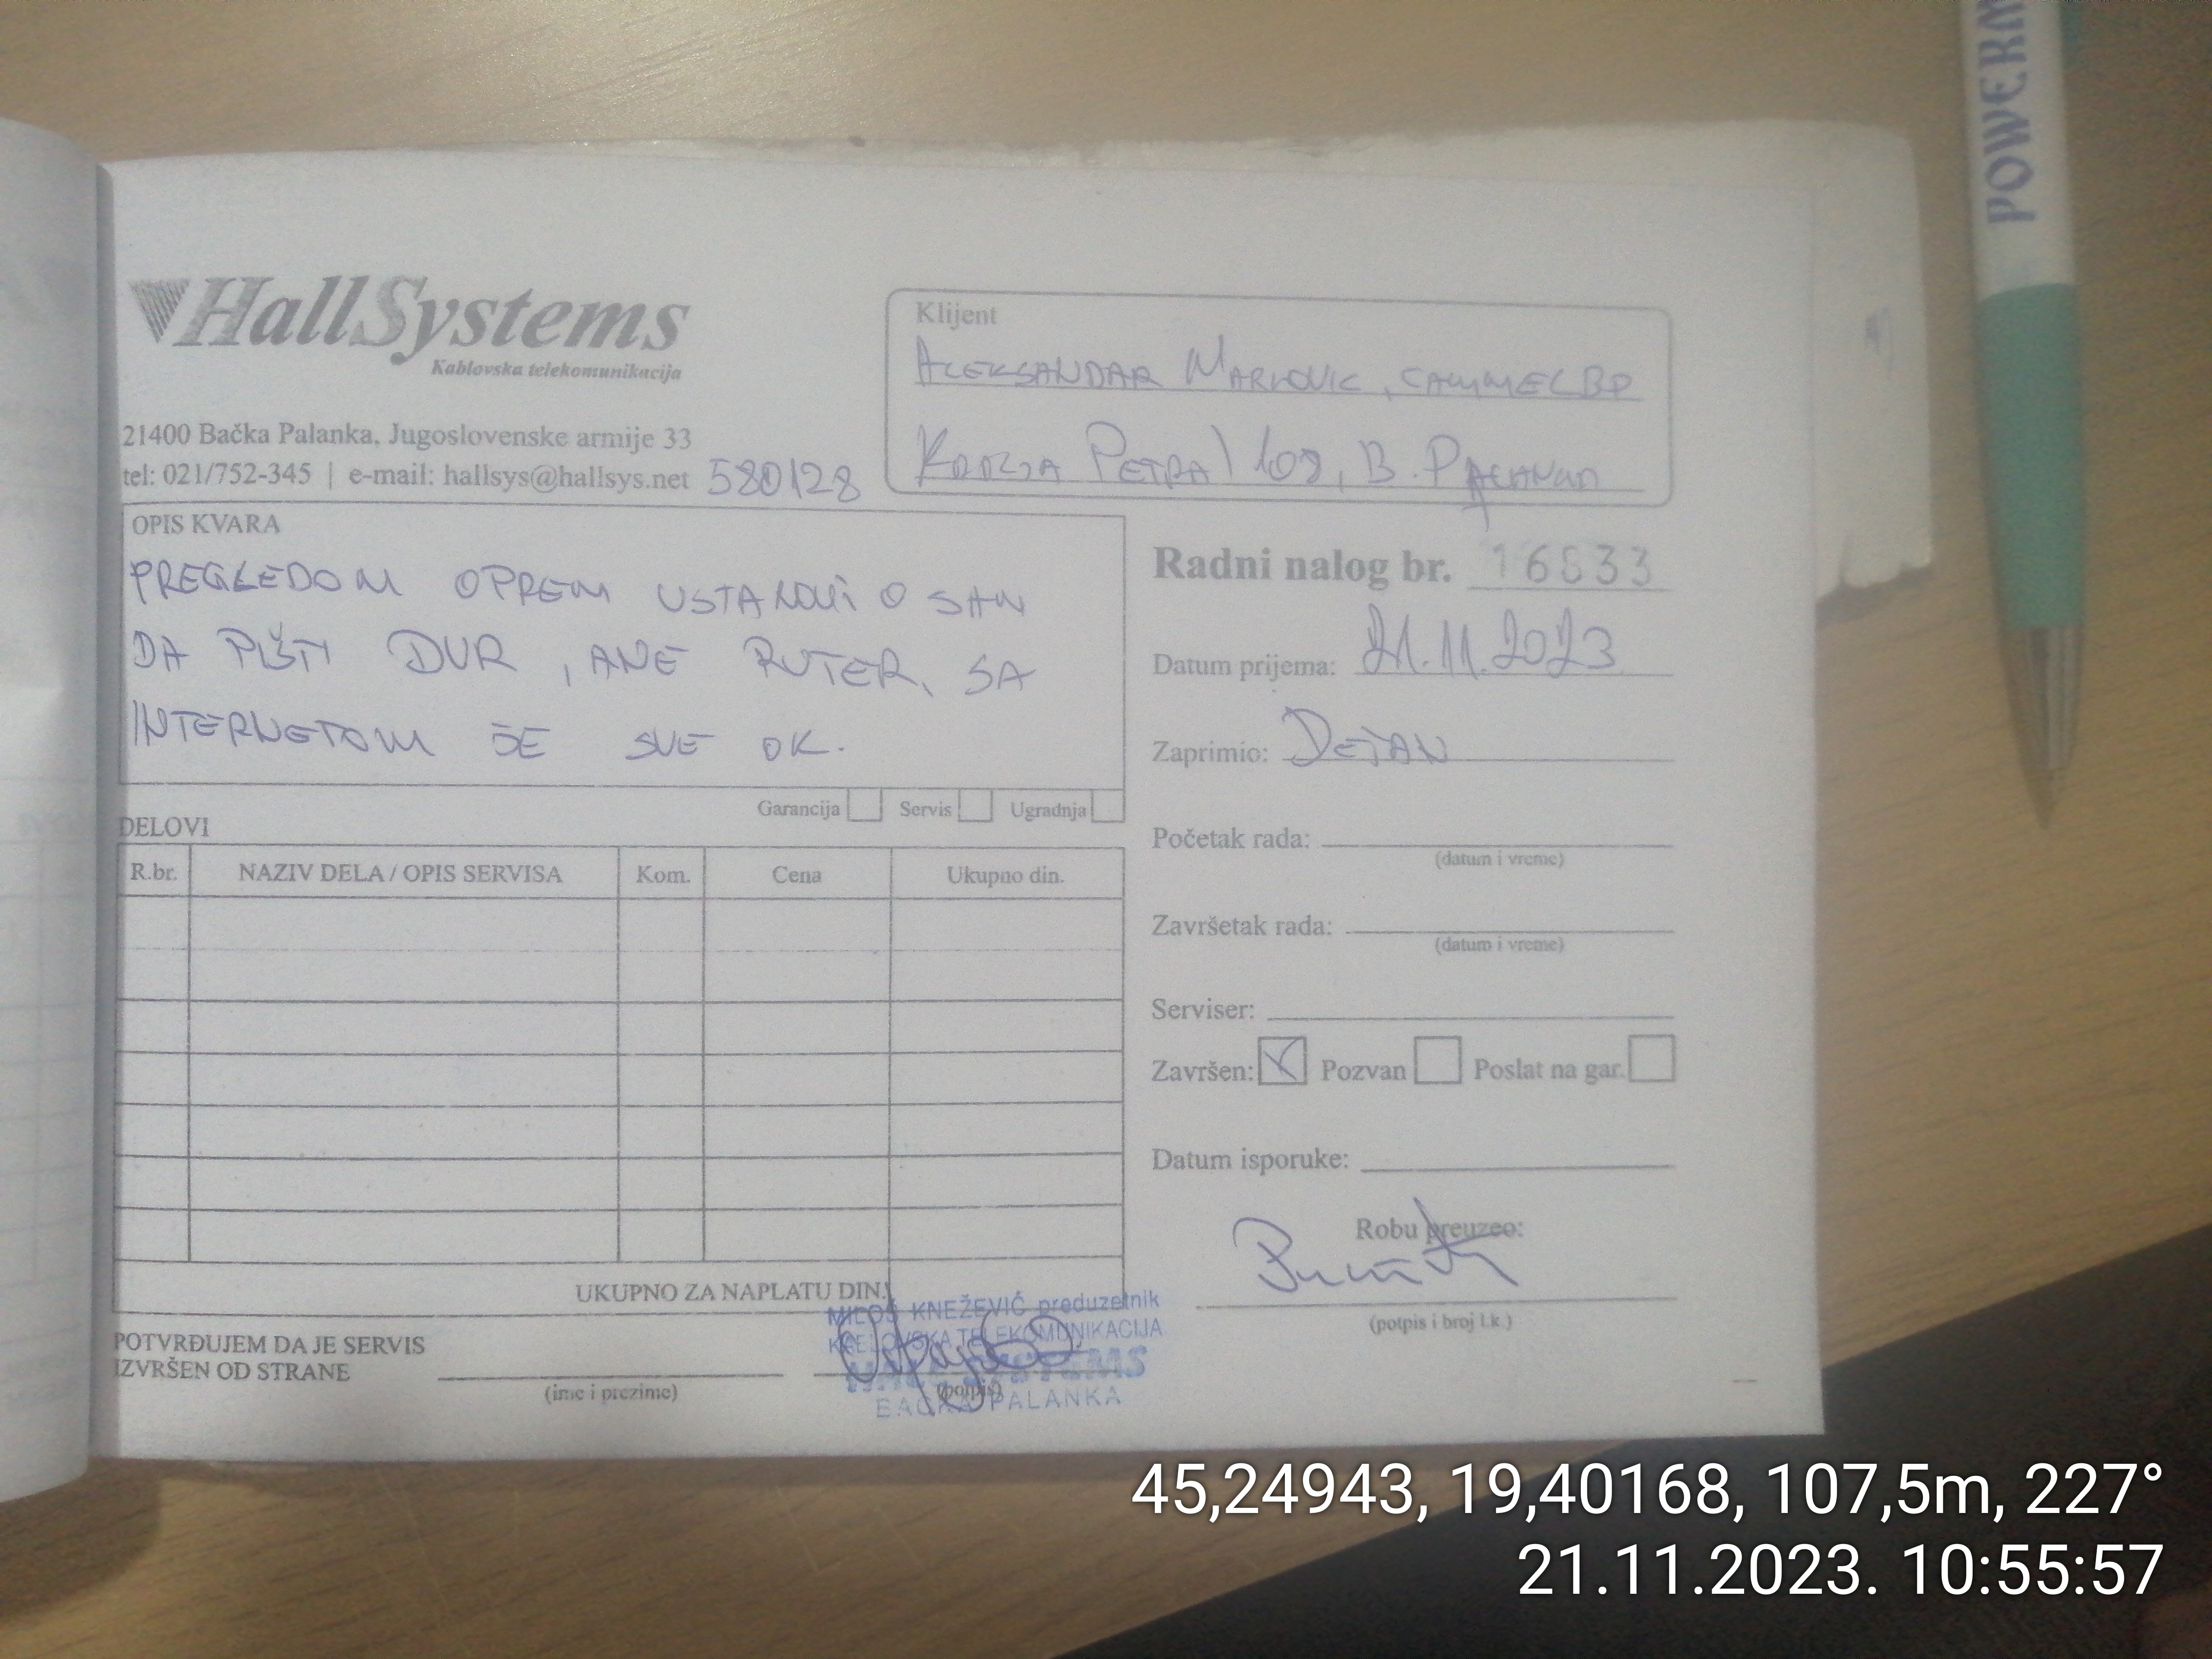 POWERM
HallSystems
Kablovska telekomunikacija
21400 Bačka Palanka, Jugoslovenske armije 33
tel: 021/752-345 | e-mail: hallsys@hallsys.net 580128
Klijent
ALEKSANDAR MARKOVIC, CAMMELBP
PETRA 108, B. PALANKA
OPIS KVARA
PREGLEDOM OPREM USTANOVIO SAM
DA PIŠTI DVR, ANE RUTER, SA
INTERNETOM JE SVE OK.
Garancija Servis Ugradnja
Radni nalog br. 16833
Datum prijema: 21.11.2023
Zaprimio: DEJAN
Početak rada:
(datum i vreme)
Završetak rada:
(datum i vreme)
Serviser:
Završen: Pozvan Poslat na gar.
Datum isporuke:
Robu preuzeo:
(potpis i broj l.k.)
DELOVI
R.br. NAZIV DELA / OPIS SERVISA Kom. Cena Ukupno din.
UKUPNO ZA NAPLATU DIN.
POTVRĐUJEM DA JE SERVIS
IZVRŠEN OD STRANE
(ime i prezime)
(potpis)
MILOŠ KNEŽEVIĆ preduzetnik
KABLOVSKA TELEKOMUNIKACIJA
HALL SYSTEMS
BAČKA PALANKA
45,24943, 19,40168, 107,5m, 227°
21.11.2023. 10:55:57